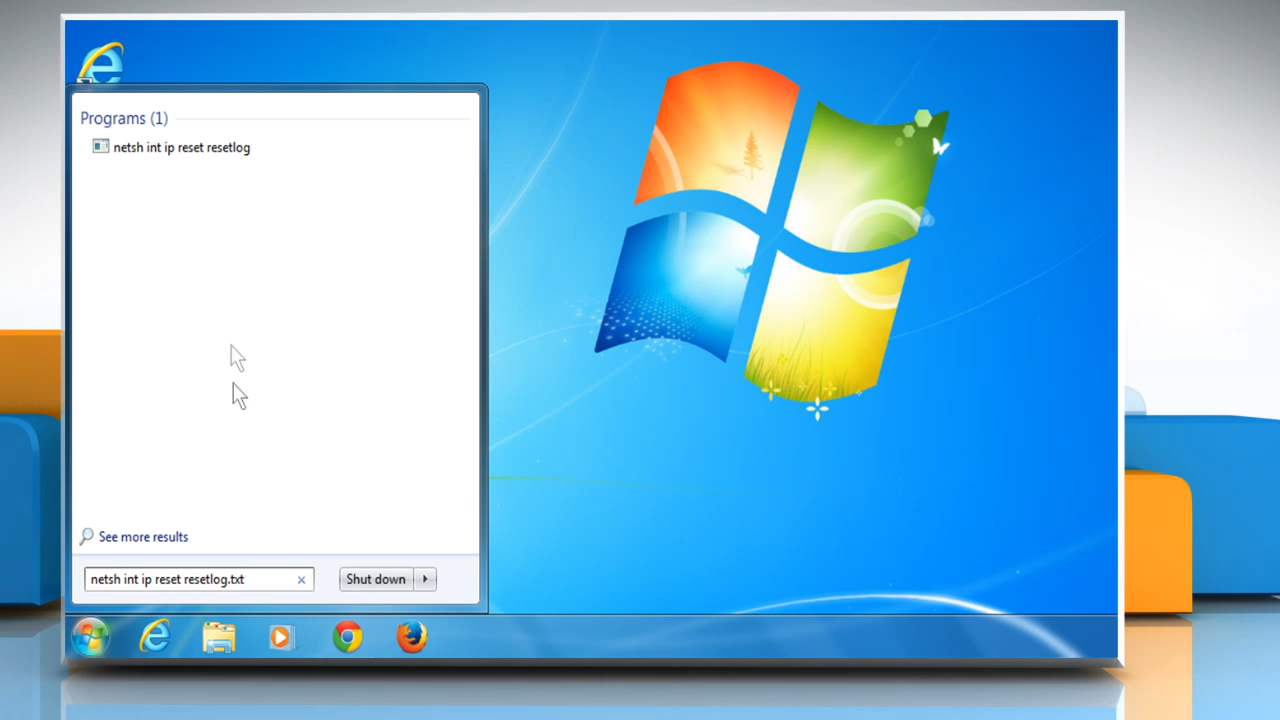 Programs (1)
netsh int ip reset resetlog
See more results
netsh int ip reset resetlog.txt
Shut down